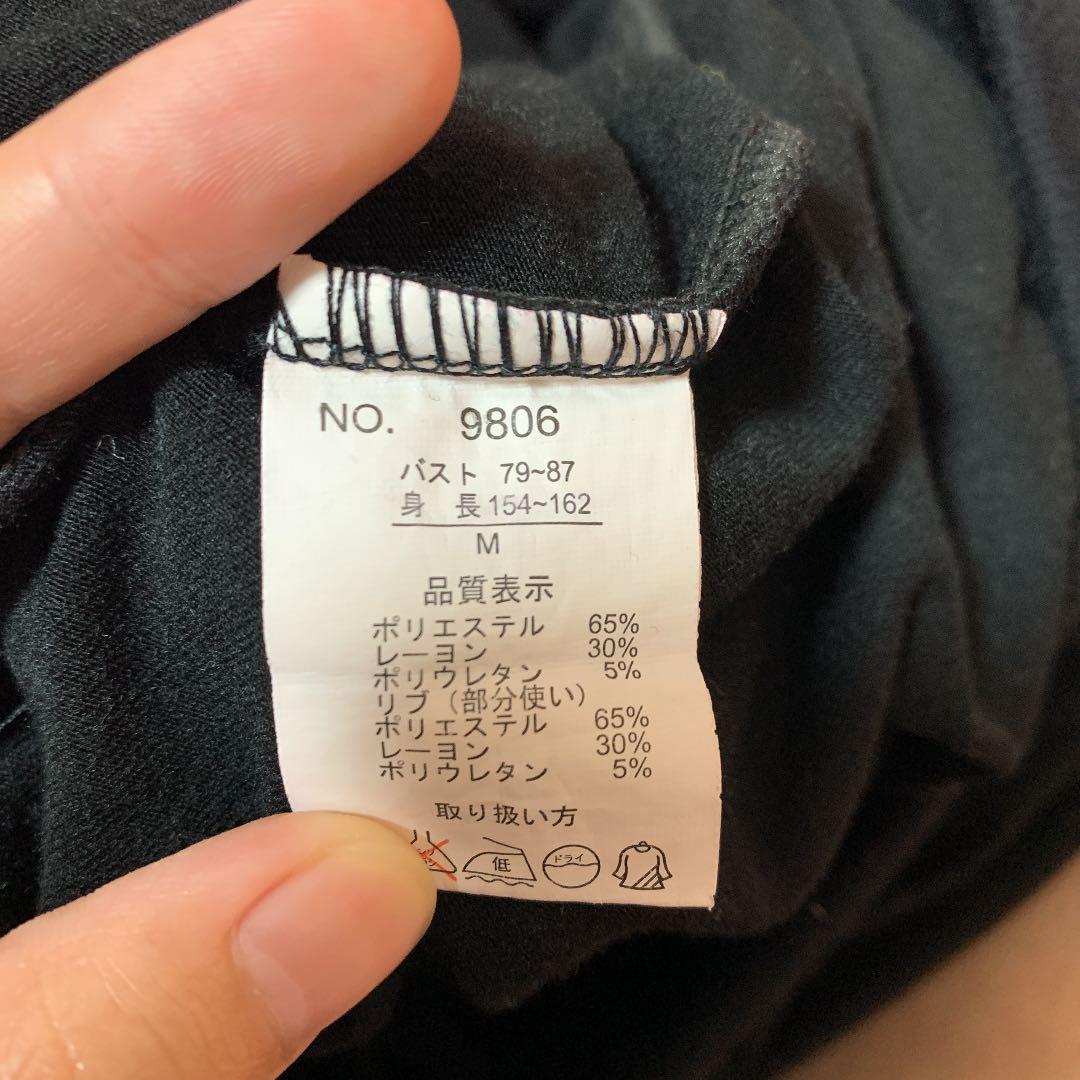 NO. 9806
バスト 79~87
身 長 154~162
M
品質表示
ポリエステル 65%
レーヨン 30%
ポリウレタン 5%
リブ（部分使い）
ポリエステル 65%
レーヨン 30%
ポリウレタン 5%
取り扱い方
低 ドライ